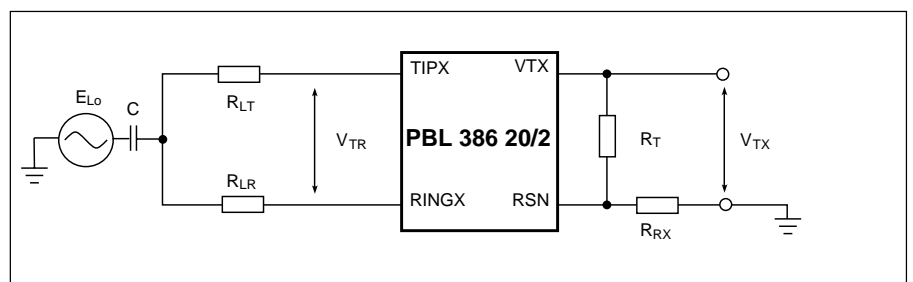 TIPX
VTX
E_Lo
C
R_LT
V_TR
PBL 386 20/2
R_T
V_TX
R_LR
RINGX
RSN
R_RX